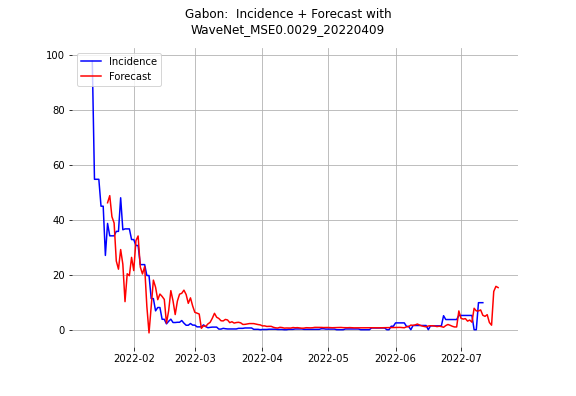 Gabon:  Incidence + Forecast with
WaveNet_MSE0.0029_20220409
Incidence
Forecast
100
80
60
40
20
0
2022-02 2022-03 2022-04 2022-05 2022-06 2022-07